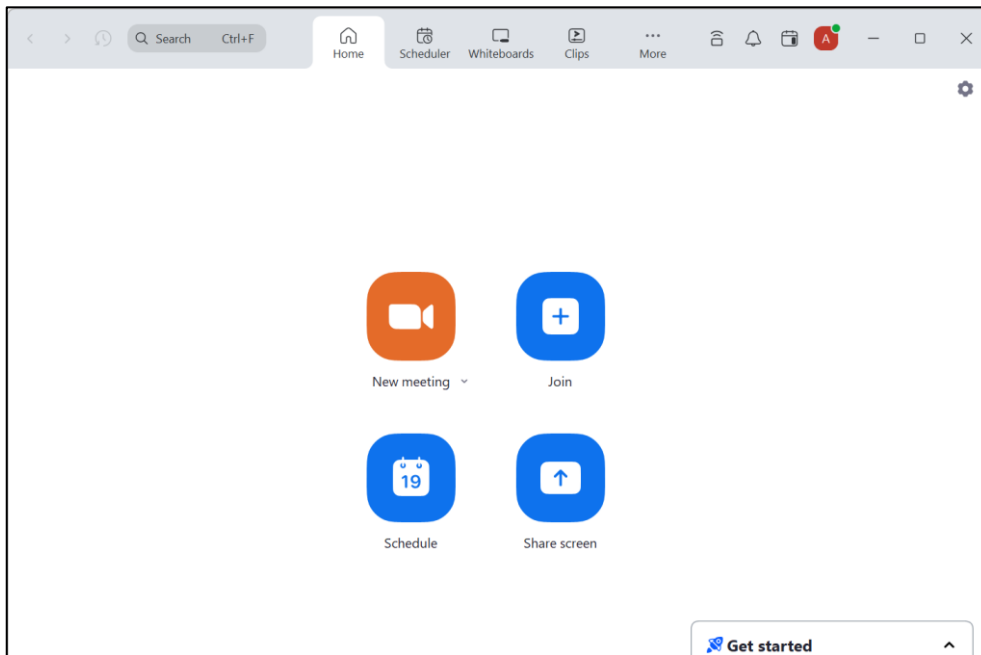 Search Ctrl+F
Home
Scheduler
Whiteboards
Clips
More
A
New meeting
Join
19
Schedule
Share screen
Get started